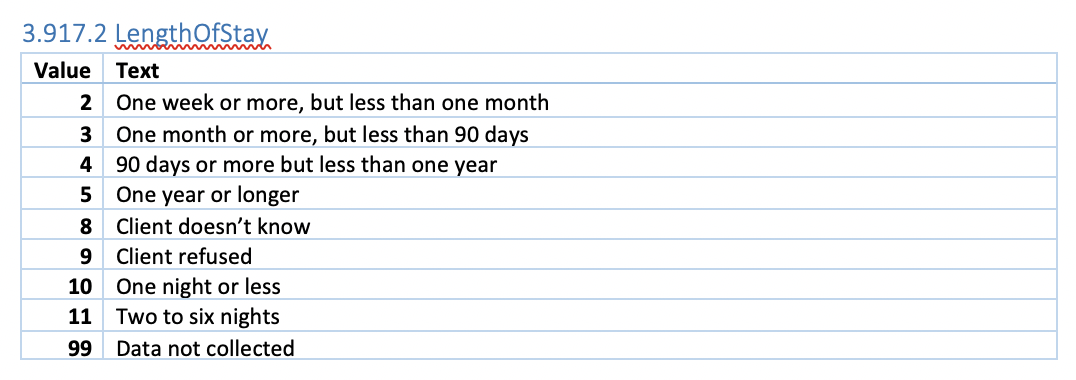 3.917.2 LengthOfStay
Value Text
2 One week or more, but less than one month
3 One month or more, but less than 90 days
4 90 days or more but less than one year
5 One year or longer
8 Client doesn’t know
9 Client refused
10 One night or less
11 Two to six nights
99 Data not collected